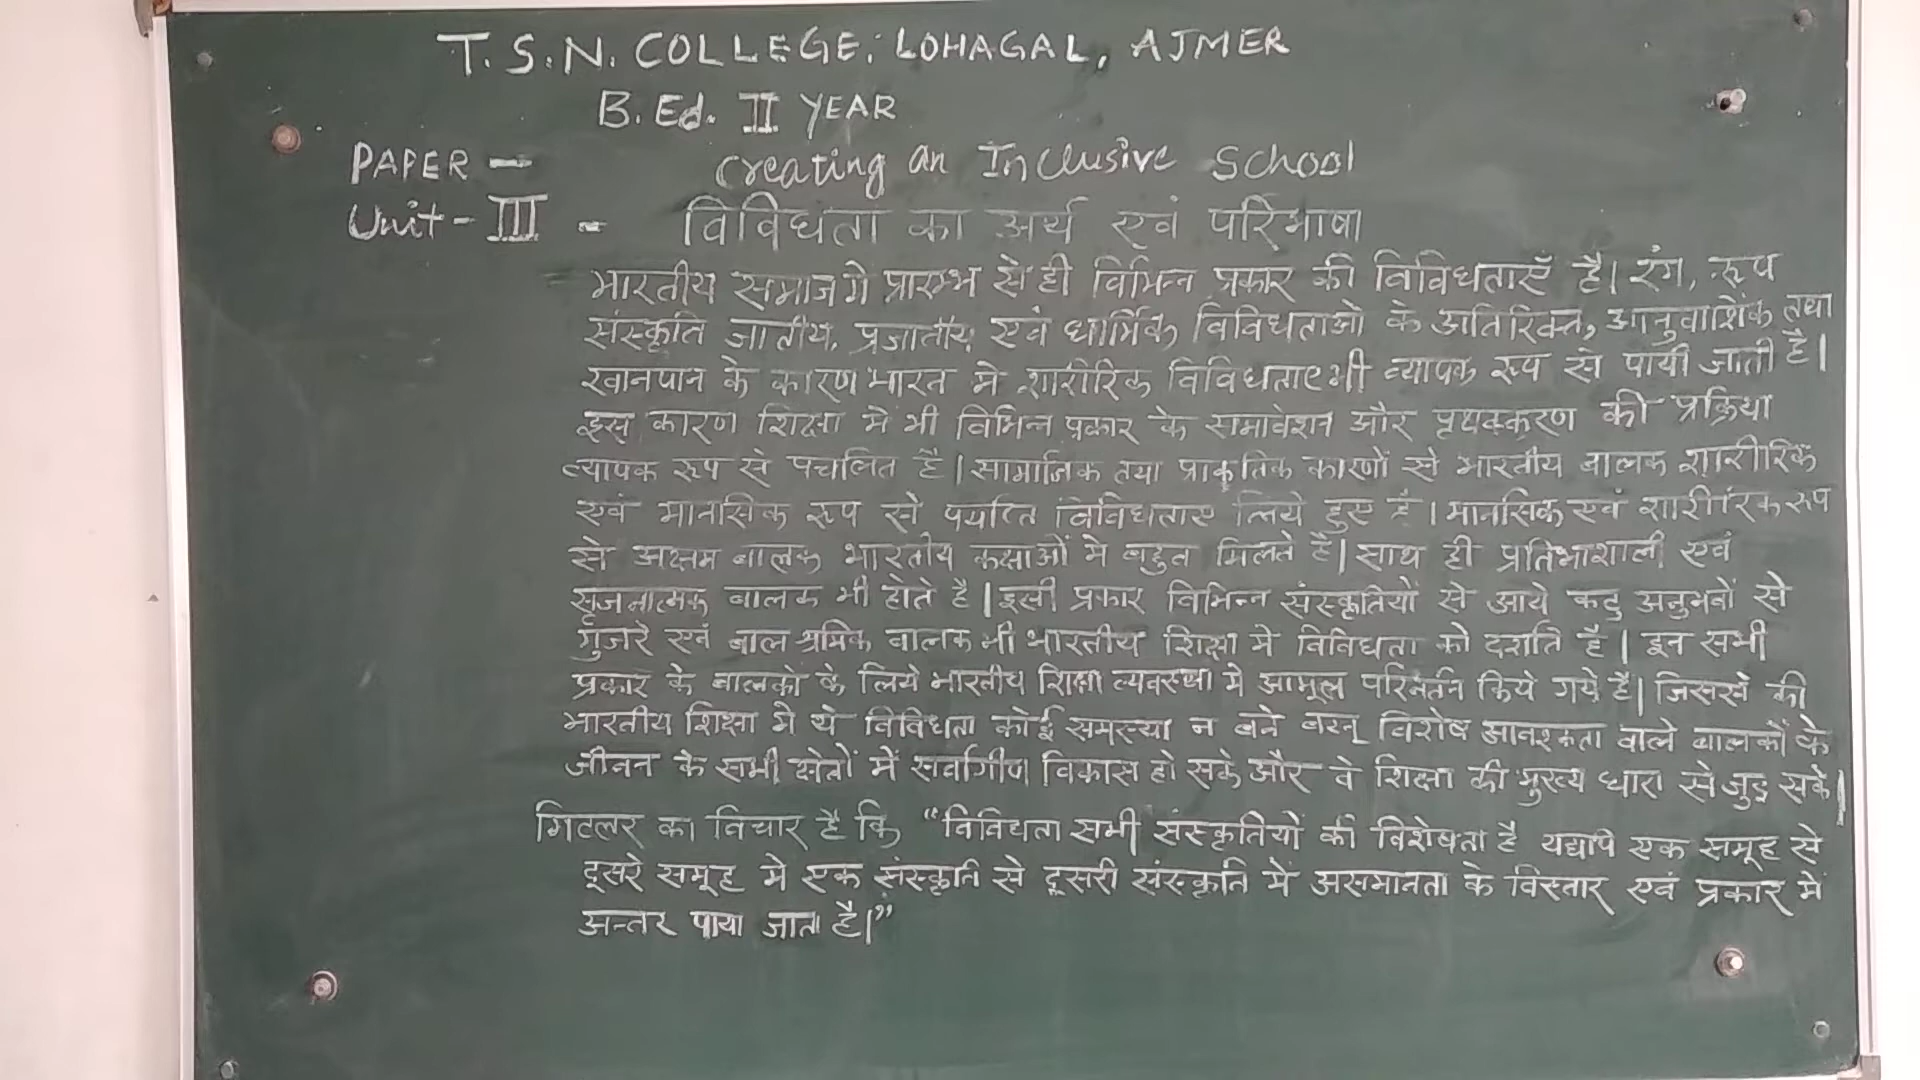 T. S. N. COLLEGE, LOHAGAL, AJMER
B. Ed. II YEAR
PAPER — Creating an Inclusive School
Unit - III - विविधता का अर्थ एवं परिभाषा
भारतीय समाज मे प्रारम्भ से ही विभिन्न प्रकार की विविधताएँ है। रंग, रूप
संस्कृति जातीय, प्रजातीय, एवं धार्मिक विविधताओ के अतिरिक्त, आनुवाशिंक तथा
खानपान के कारण भारत मे शारीरिक विविधताए भी व्यापक रूप से पायी जाती है।
इस कारण शिक्षा मे भी विभिन्न प्रकार के समावेशन और पृथक्करण की प्रक्रिया
व्यापक रूप से पचलित है। सामाजिक तथा प्राकृतिक कारणों से भारतीय बालक शारीरिक
एवं मानसिक रूप से पर्याप्त विविधताए लिये हुए है। मानसिक एवं शारीरिक रूप
से अक्षम बालक भारतीय कक्षाओं मे बहुत मिलते है। साथ ही प्रतिभाशाली एवं
सृजनात्मक बालक भी होते है। इसी प्रकार विभिन्न संस्कृतियों से आये कटु अनुभवों से
गुजरे एवं बाल श्रमिक बालक भी भारतीय शिक्षा मे विविधता को दर्शाते है। इन सभी
प्रकार के बालको के लिये भारतीय शिक्षा व्यवस्था मे आमूल परिवर्तन किये गये है। जिससे की
भारतीय शिक्षा मे ये विविधता कोई समस्या न बने वरन् विशेष आवश्कता वाले बालकों के
जीवन के सभी क्षेत्रों में सर्वागीण विकास हो सके और वे शिक्षा की मुख्य धारा से जुड़ सके।
गिटलर का विचार है कि "विविधता सभी संस्कृतियों की विशेषता है यद्यपि एक समूह से
दूसरे समूह मे एक संस्कृति से दूसरी संस्कृति में असमानता के विस्तार एवं प्रकार मे
अन्तर पाया जाता है।"